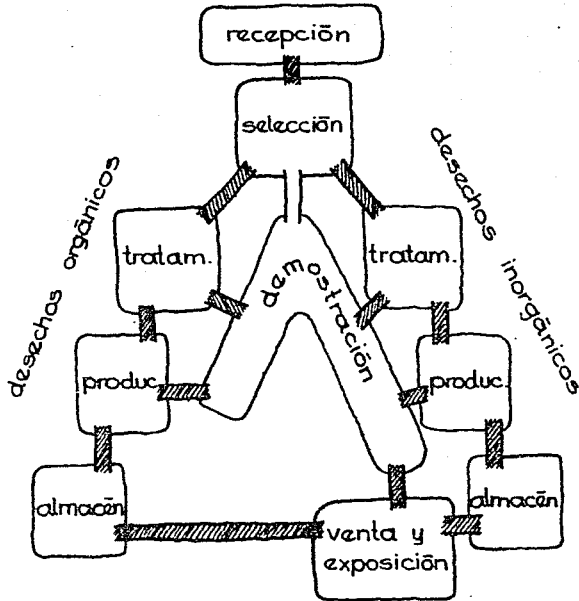 recepción
selección
desechos orgánicos
desechos inorgánicos
tratam.
tratam.
demostración
produc.
produc.
almacén
almacén
venta y
exposición